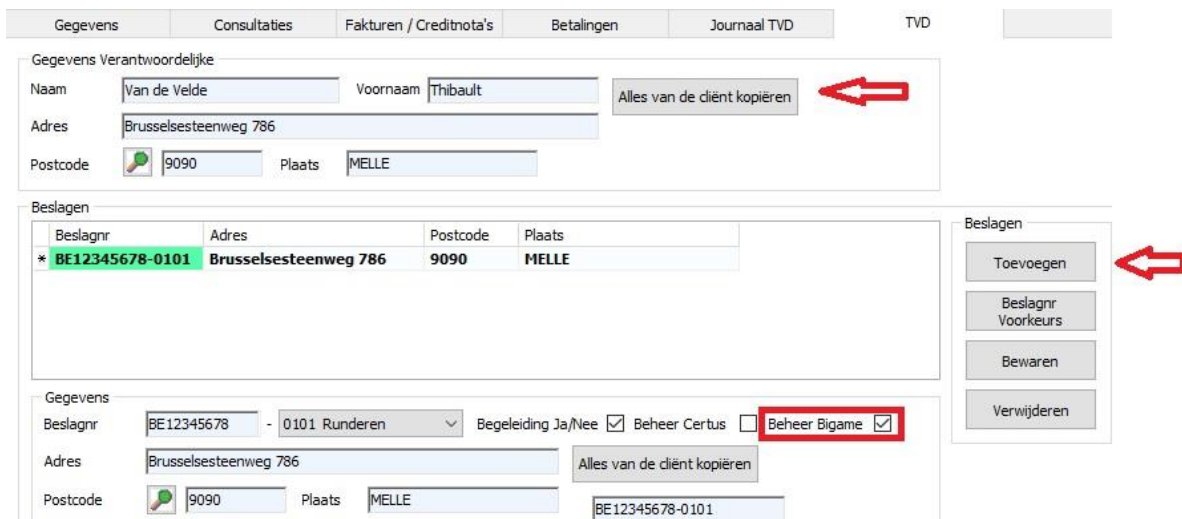 Gegevens Consultaties Fakturen / Creditnota's Betalingen Journaal TVD TVD
Gegevens Verantwoordelijke
Naam Van de Velde Voornaam Thibault Alles van de cliënt kopiëren
Adres Brusselsesteenweg 786
Postcode 9090 Plaats MELLE
Beslagen
Beslagnr Adres Postcode Plaats
* BE12345678-0101 Brusselsesteenweg 786 9090 MELLE
Beslagen
Toevoegen
Beslagnr
Voorkeurs
Bewaren
Verwijderen
Gegevens
Beslagnr BE12345678 - 0101 Runderen Begeleiding Ja/Nee Beheer Certus Beheer Bigame
Adres Brusselsesteenweg 786 Alles van de cliënt kopiëren
Postcode 9090 Plaats MELLE BE12345678-0101